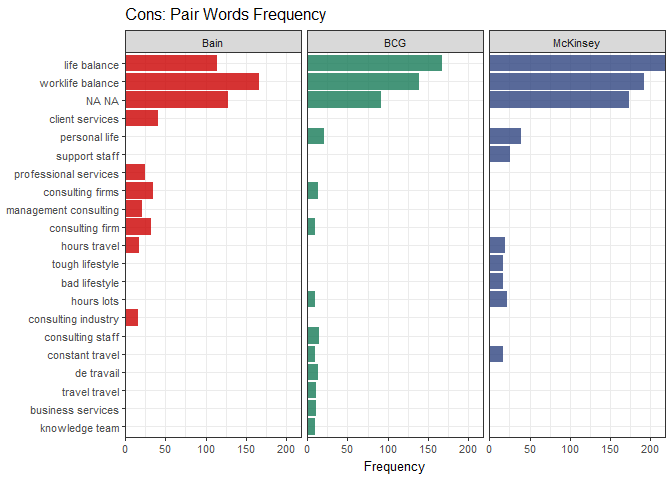 Cons: Pair Words Frequency
Bain BCG McKinsey
life balance
worklife balance
NA NA
client services
personal life
support staff
professional services
consulting firms
management consulting
consulting firm
hours travel
tough lifestyle
bad lifestyle
hours lots
consulting industry
consulting staff
constant travel
de travail
travel travel
business services
knowledge team
0 50 100 150 200 0 50 100 150 200 0 50 100 150 200
Frequency